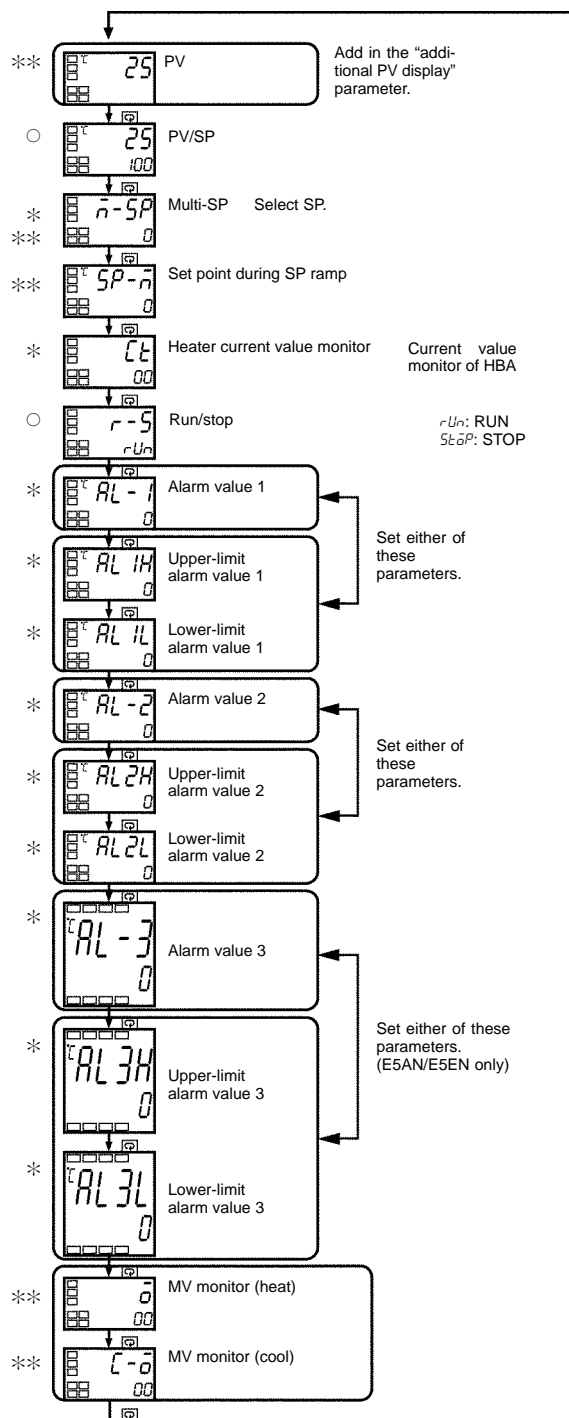 **
℃ 25
PV
Add in the “addi-
tional PV display”
parameter.
○
℃ 25
100
PV/SP
*
**
m-SP
0
Multi-SP Select SP.
**
℃ SP-m
0
Set point during SP ramp
*
Ct
00
Heater current value monitor
Current value
monitor of HBA
○
r-S
rUn
Run/stop
rUn: RUN
StoP: STOP
*
℃ AL-1
0
Alarm value 1
Set either of
these
parameters.
*
℃ AL 1H
0
Upper-limit
alarm value 1
*
℃ AL 1L
0
Lower-limit
alarm value 1
*
℃ AL-2
0
Alarm value 2
Set either of
these
parameters.
*
℃ AL2H
0
Upper-limit
alarm value 2
*
℃ AL2L
0
Lower-limit
alarm value 2
*
℃ AL-3
0
Alarm value 3
Set either of these
parameters.
(E5AN/E5EN only)
*
℃ AL3H
0
Upper-limit
alarm value 3
*
℃ AL3L
0
Lower-limit
alarm value 3
**
o
00
MV monitor (heat)
**
C-o
00
MV monitor (cool)